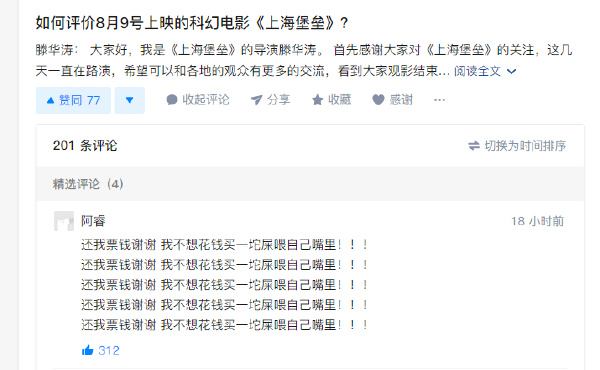 如何评价8月9号上映的科幻电影《上海堡垒》?
滕华涛： 大家好，我是《上海堡垒》的导演滕华涛。 首先感谢大家对《上海堡垒》的关注，这几
天一直在路演，希望可以和各地的观众有更多的交流，看到大家观影结束... 阅读全文
赞同 77 收起评论 分享 收藏 感谢 ...
201 条评论 切换为时间排序
精选评论（4）
阿睿 18 小时前
还我票钱谢谢 我不想花钱买一坨屎喂自己嘴里！！！
还我票钱谢谢 我不想花钱买一坨屎喂自己嘴里！！！
还我票钱谢谢 我不想花钱买一坨屎喂自己嘴里！！！
还我票钱谢谢 我不想花钱买一坨屎喂自己嘴里！！！
还我票钱谢谢 我不想花钱买一坨屎喂自己嘴里！！！
312